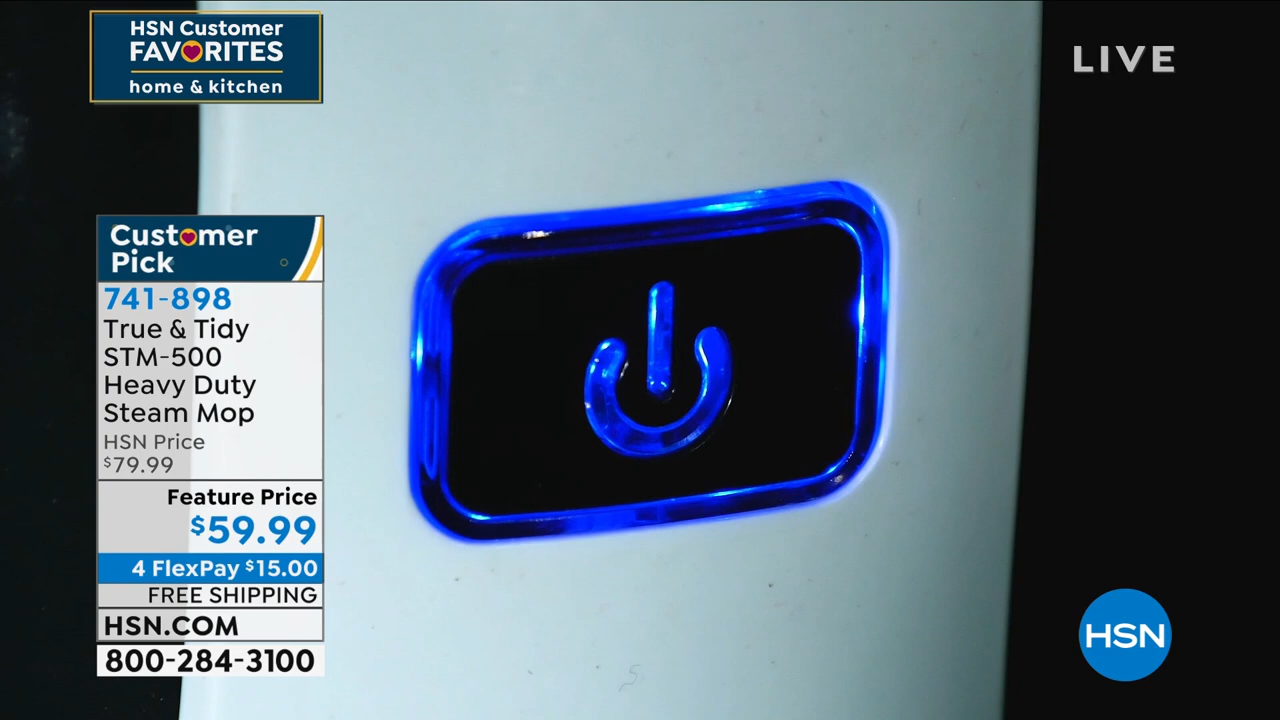 HSN Customer
FAVORITES
home & kitchen
LIVE
Customer
Pick
741-898
True & Tidy
STM-500
Heavy Duty
Steam Mop
HSN Price
$79.99
Feature Price
$59.99
4 FlexPay $15.00
FREE SHIPPING
HSN.COM
800-284-3100
HSN